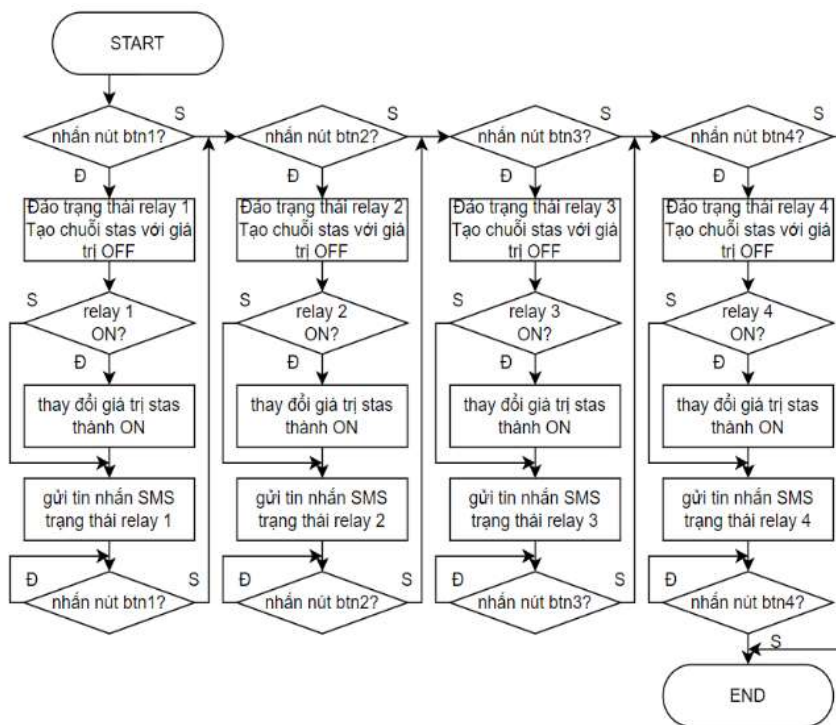 START
S
nhấn nút btn1?
Đ
Đảo trạng thái relay 1
Tạo chuỗi stas với giá
trị OFF
S
relay 1
ON?
Đ
thay đổi giá trị stas
thành ON
gửi tin nhắn SMS
trạng thái relay 1
Đ
nhấn nút btn1?
S
S
nhấn nút btn2?
Đ
Đảo trạng thái relay 2
Tạo chuỗi stas với giá
trị OFF
S
relay 2
ON?
Đ
thay đổi giá trị stas
thành ON
gửi tin nhắn SMS
trạng thái relay 2
Đ
nhấn nút btn2?
S
S
nhấn nút btn3?
Đ
Đảo trạng thái relay 3
Tạo chuỗi stas với giá
trị OFF
S
relay 3
ON?
Đ
thay đổi giá trị stas
thành ON
gửi tin nhắn SMS
trạng thái relay 3
Đ
nhấn nút btn3?
S
S
nhấn nút btn4?
Đ
Đảo trạng thái relay 4
Tạo chuỗi stas với giá
trị OFF
S
relay 4
ON?
Đ
thay đổi giá trị stas
thành ON
gửi tin nhắn SMS
trạng thái relay 4
Đ
nhấn nút btn4?
S
END